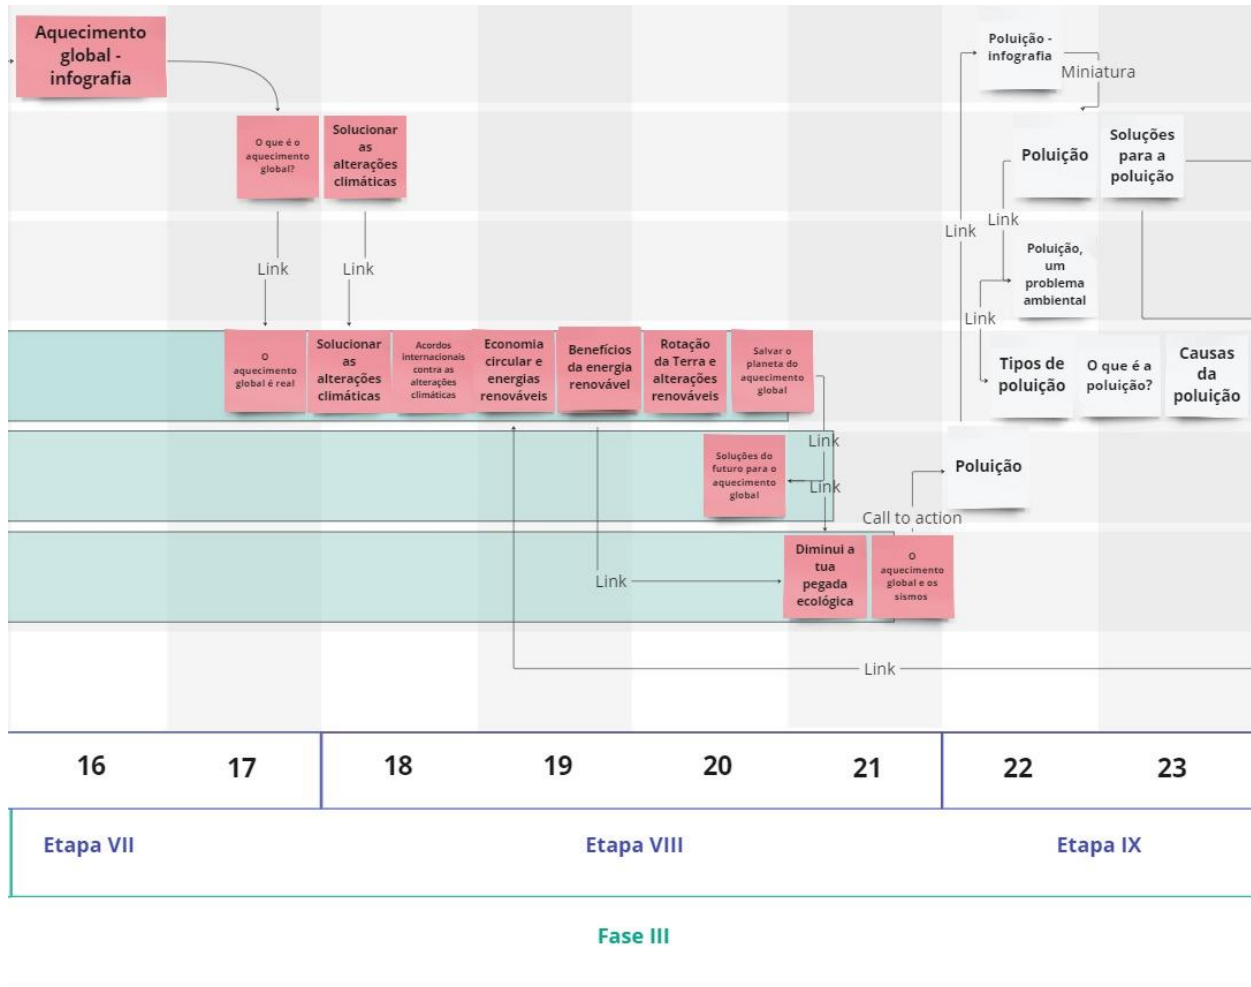 Aquecimento
global -
infografia
Poluição -
infografia
Miniatura
O que é o
aquecimento
global?
Solucionar
as
alterações
climáticas
Poluição
Soluções
para a
poluição
Link
Link
Link
Link
Poluição,
um
problema
ambiental
Link
O
aquecimento
global é real
Solucionar
as
alterações
climáticas
Acordos
internacionais
contra as
alterações
climáticas
Economia
circular e
energias
renováveis
Benefícios
da energia
renovável
Rotação
da Terra e
alterações
renováveis
Salvar o
planeta do
aquecimento
global
Tipos de
poluição
O que é a
poluição?
Causas
da
poluição
Link
Soluções do
futuro para o
aquecimento
global
Link
Poluição
Call to action
Diminui a
tua
pegada
ecológica
O
aquecimento
global e os
sismos
Link
Link
16
17
18
19
20
21
22
23
Etapa VII
Etapa VIII
Etapa IX
Fase III